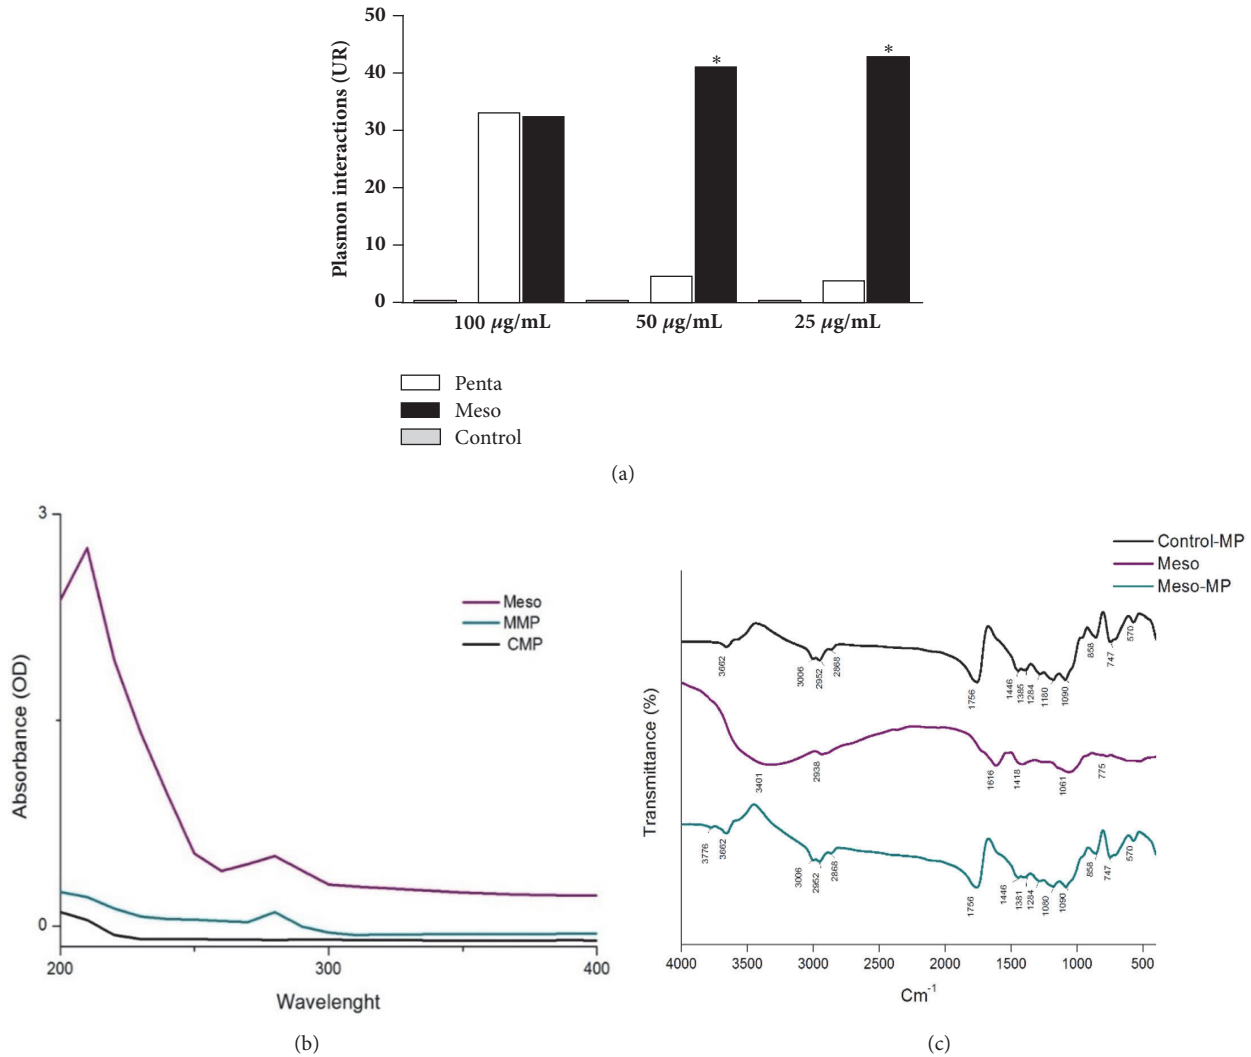 Plasmon interactions (UR)
50
40
30
20
10
0
*
*
100 μg/mL
50 μg/mL
25 μg/mL
Penta
Meso
Control
(a)
Absorbance (OD)
3
0
Meso
MMP
CMP
200
300
400
Wavelenght
(b)
Transmittance (%)
Control-MP
Meso
Meso-MP
3662
3006
2952
2868
1756
1446
1385
1284
1180
1090
858
747
570
3401
2938
1616
1418
1061
775
3776
3662
3006
2952
2868
1756
1446
1381
1284
1080
1090
858
747
570
4000
3500
3000
2500
2000
1500
1000
500
Cm-1
(c)